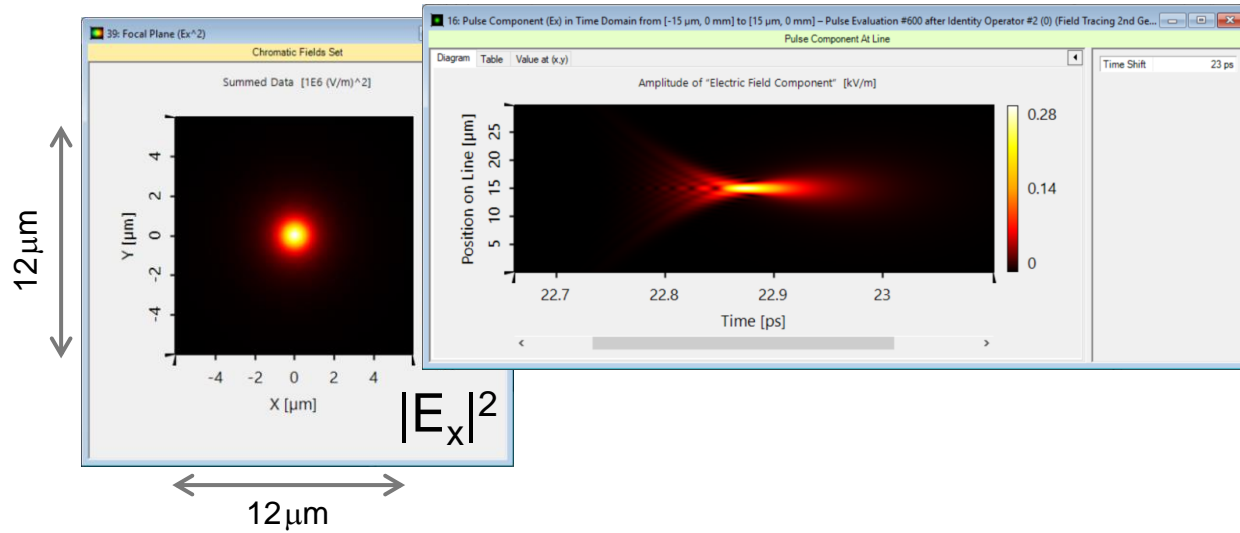 39: Focal Plane (Ex^2)
Chromatic Fields Set
Summed Data [1E6 (V/m)^2]
Y [µm]
4
2
0
-2
-4
-4 -2 0 2 4
X [µm]
|Eₓ|²
12µm
12µm
16: Pulse Component (Ex) in Time Domain from [-15 µm, 0 mm] to [15 µm, 0 mm] – Pulse Evaluation #600 after Identity Operator #2 (0) (Field Tracing 2nd Ge...
Pulse Component At Line
Diagram Table Value at (x,y)
Amplitude of "Electric Field Component" [kV/m]
Position on Line [µm]
25
20
15
10
5
22.7 22.8 22.9 23
Time [ps]
0.28
0.14
0
Time Shift 23 ps